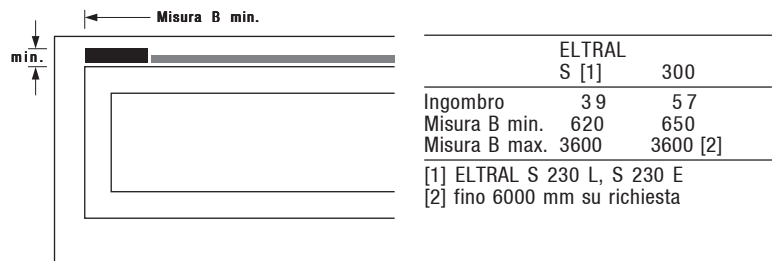 Misura B min.
min.
ELTRAL
S [1] 300
Ingombro 39 57
Misura B min. 620 650
Misura B max. 3600 3600 [2]
[1] ELTRAL S 230 L, S 230 E
[2] fino 6000 mm su richiesta